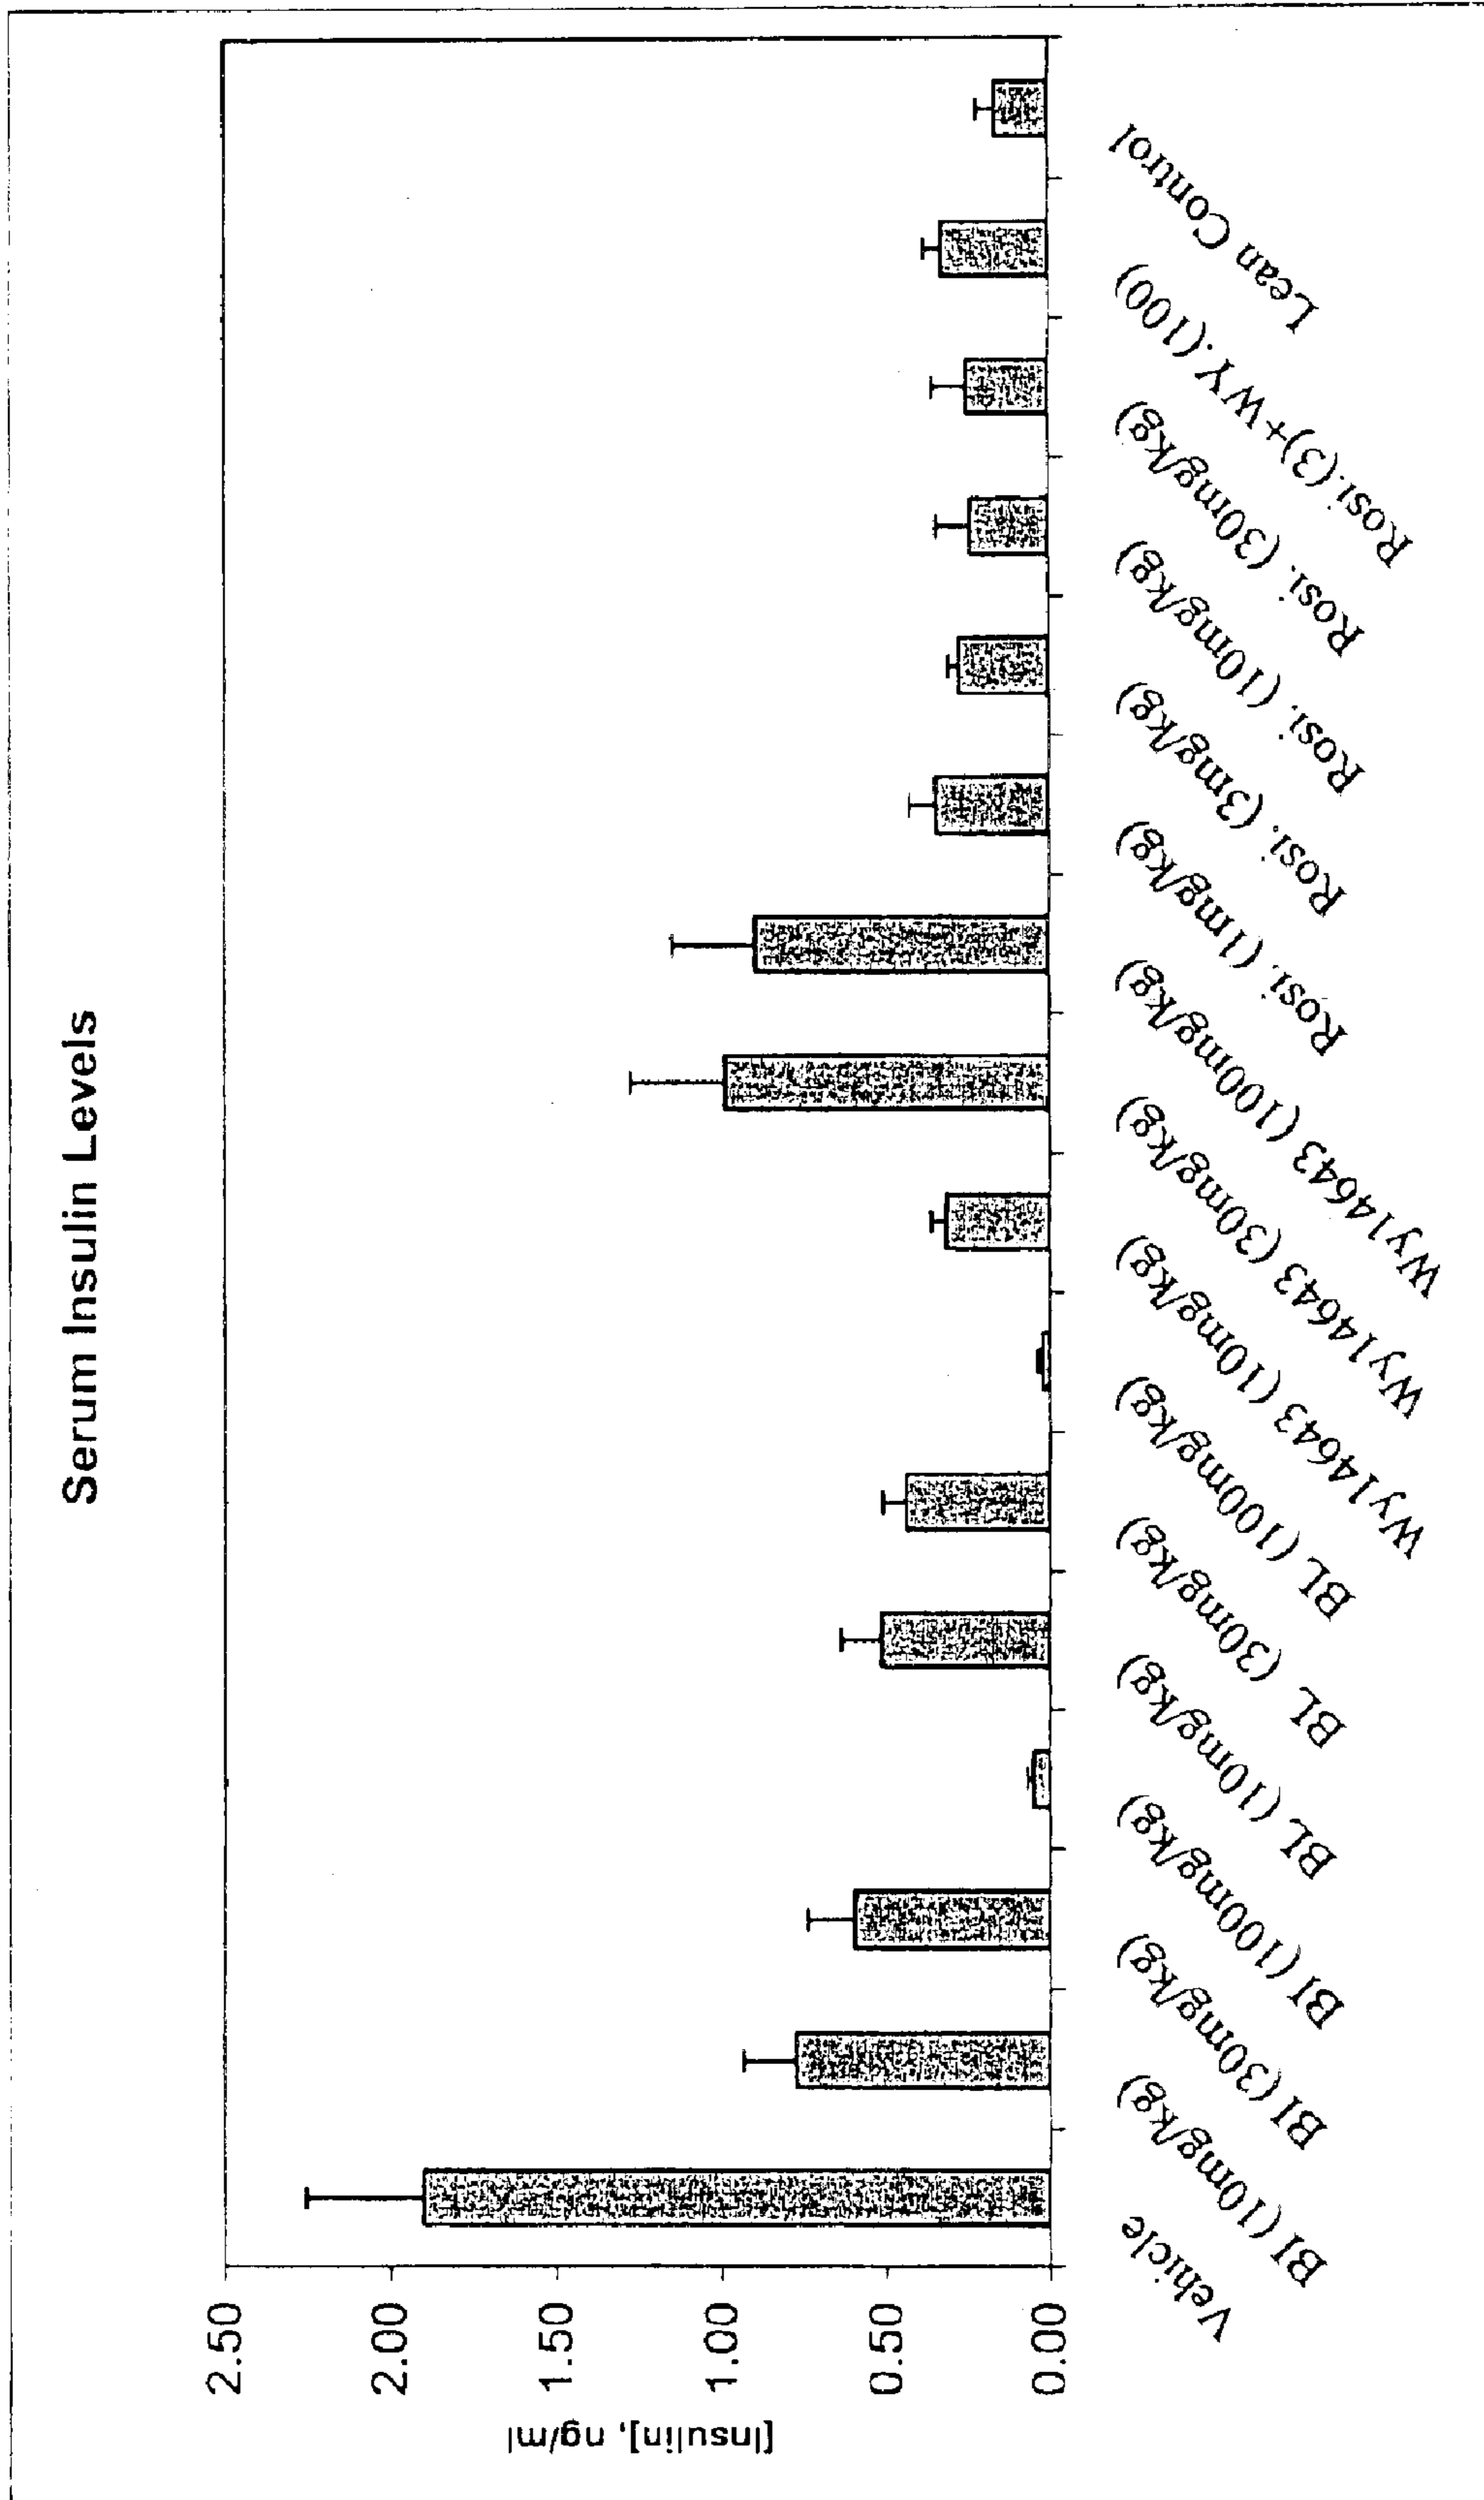 Serum Insulin Levels
[Insulin], ng/ml
2.50
2.00
1.50
1.00
0.50
0.00
Vehicle
BI (10mg/kg)
BI (30mg/kg)
BI (100mg/kg)
BL (10mg/kg)
BL (30mg/kg)
BL (100mg/kg)
Wy14643 (10mg/kg)
Wy14643 (30mg/kg)
Wy14643 (100mg/kg)
Rosi. (1mg/kg)
Rosi. (3mg/kg)
Rosi. (10mg/kg)
Rosi. (30mg/kg)
Rosi.(3)+WY.(100)
Lean Control